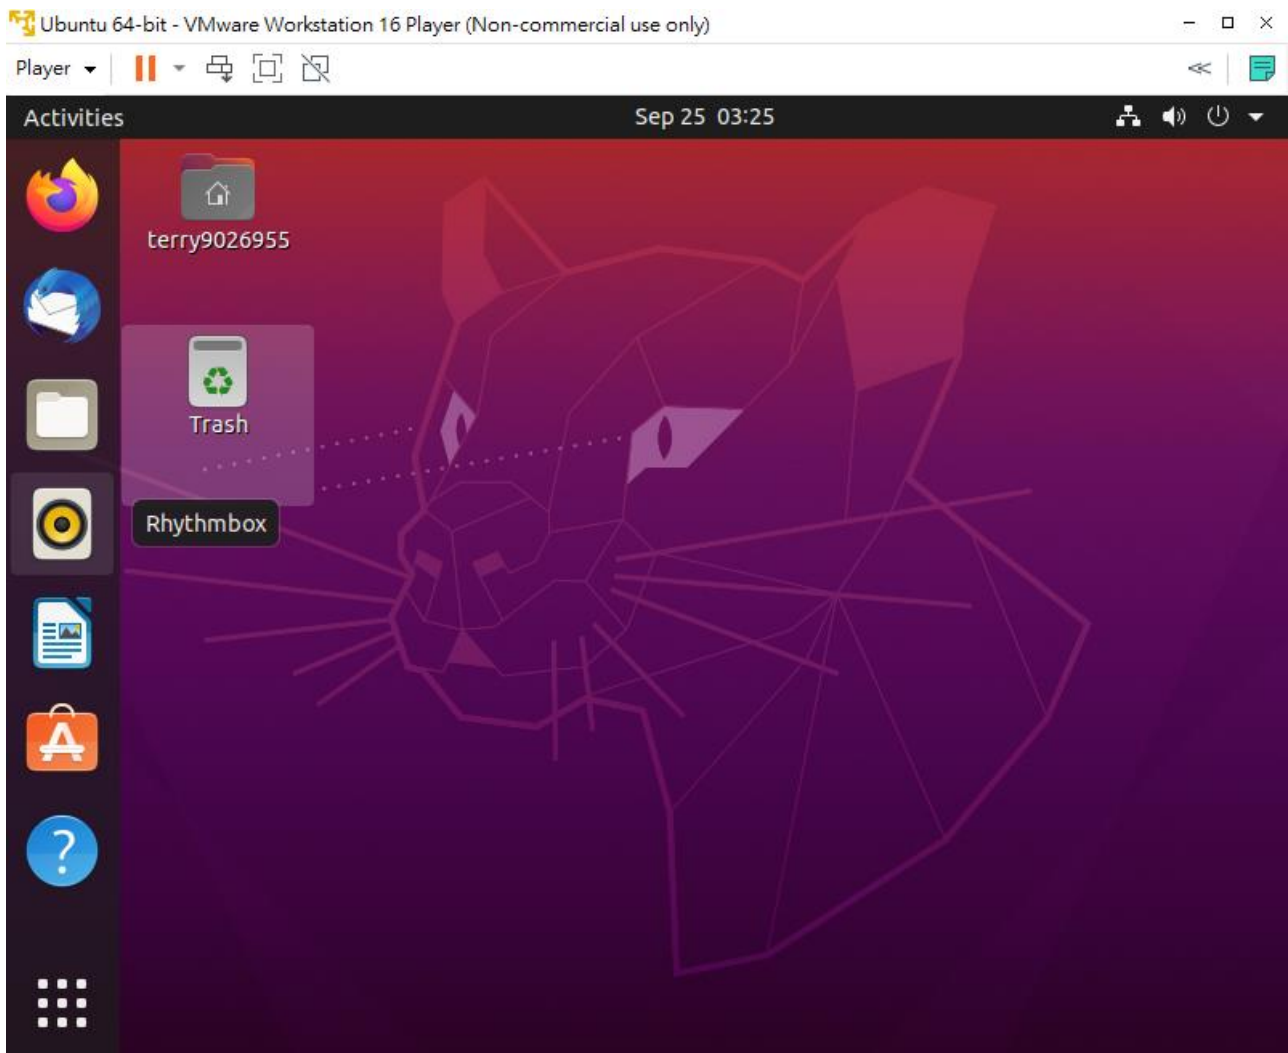 Ubuntu 64-bit - VMware Workstation 16 Player (Non-commercial use only)
Player
Activities
Sep 25 03:25
terry9026955
Trash
Rhythmbox